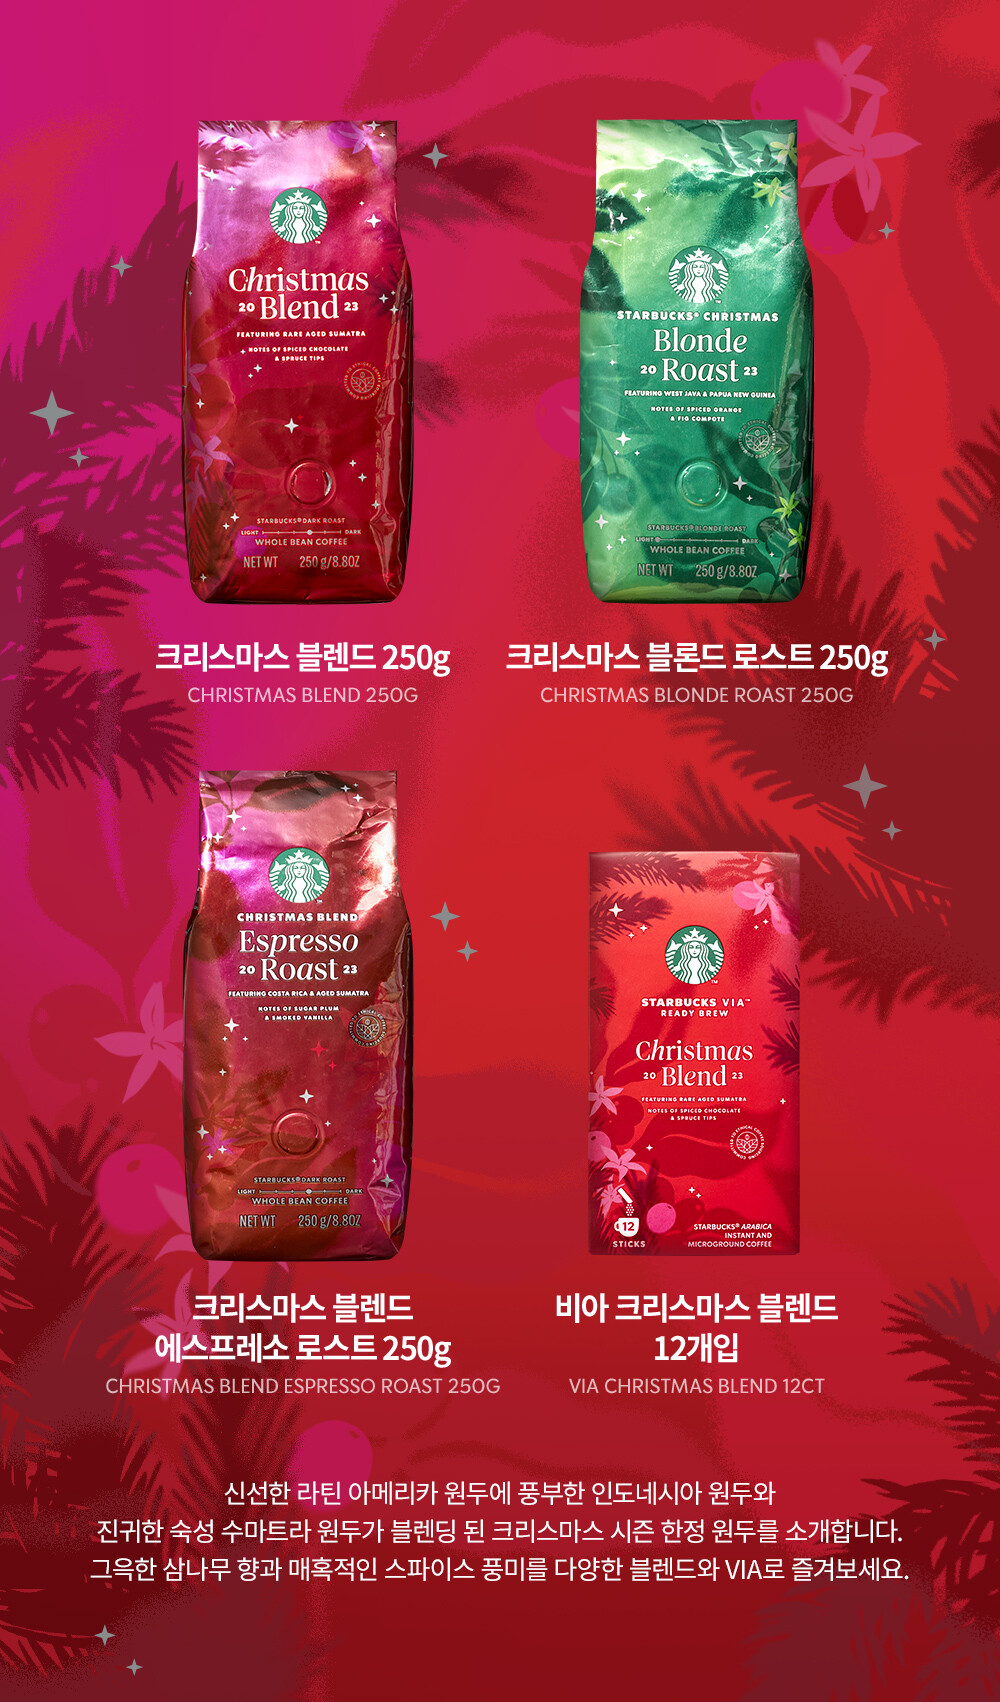 Christmas
20 Blend 23
FEATURING RARE AGED SUMATRA
NOTES OF SPICED CHOCOLATE
& SPRUCE TIPS
STARBUCKS® DARK ROAST
LIGHT DARK
WHOLE BEAN COFFEE
NET WT 250 g/8.8OZ
STARBUCKS® CHRISTMAS
Blonde
20 Roast 23
FEATURING WEST JAVA & PAPUA NEW GUINEA
NOTES OF SPICED ORANGE
& FIG COMPOTE
STARBUCKS® BLONDE ROAST
LIGHT DARK
WHOLE BEAN COFFEE
NET WT 250 g/8.8OZ
크리스마스 블렌드 250g
CHRISTMAS BLEND 250G
크리스마스 블론드 로스트 250g
CHRISTMAS BLONDE ROAST 250G
CHRISTMAS BLEND
Espresso
20 Roast 23
FEATURING COSTA RICA & AGED SUMATRA
NOTES OF SUGAR PLUM
& SMOKED VANILLA
STARBUCKS® DARK ROAST
LIGHT DARK
WHOLE BEAN COFFEE
NET WT 250 g/8.8OZ
STARBUCKS VIA™
READY BREW
Christmas
20 Blend 23
FEATURING RARE AGED SUMATRA
NOTES OF SPICED CHOCOLATE
& SPRUCE TIPS
COMMITTED TO ETHICAL COFFEE SOURCING
12
STICKS
STARBUCKS® ARABICA
INSTANT AND
MICROGROUND COFFEE
크리스마스 블렌드
에스프레소 로스트 250g
CHRISTMAS BLEND ESPRESSO ROAST 250G
비아 크리스마스 블렌드
12개입
VIA CHRISTMAS BLEND 12CT
신선한 라틴 아메리카 원두에 풍부한 인도네시아 원두와
진귀한 숙성 수마트라 원두가 블렌딩 된 크리스마스 시즌 한정 원두를 소개합니다.
그윽한 삼나무 향과 매혹적인 스파이스 풍미를 다양한 블렌드와 VIA로 즐겨보세요.